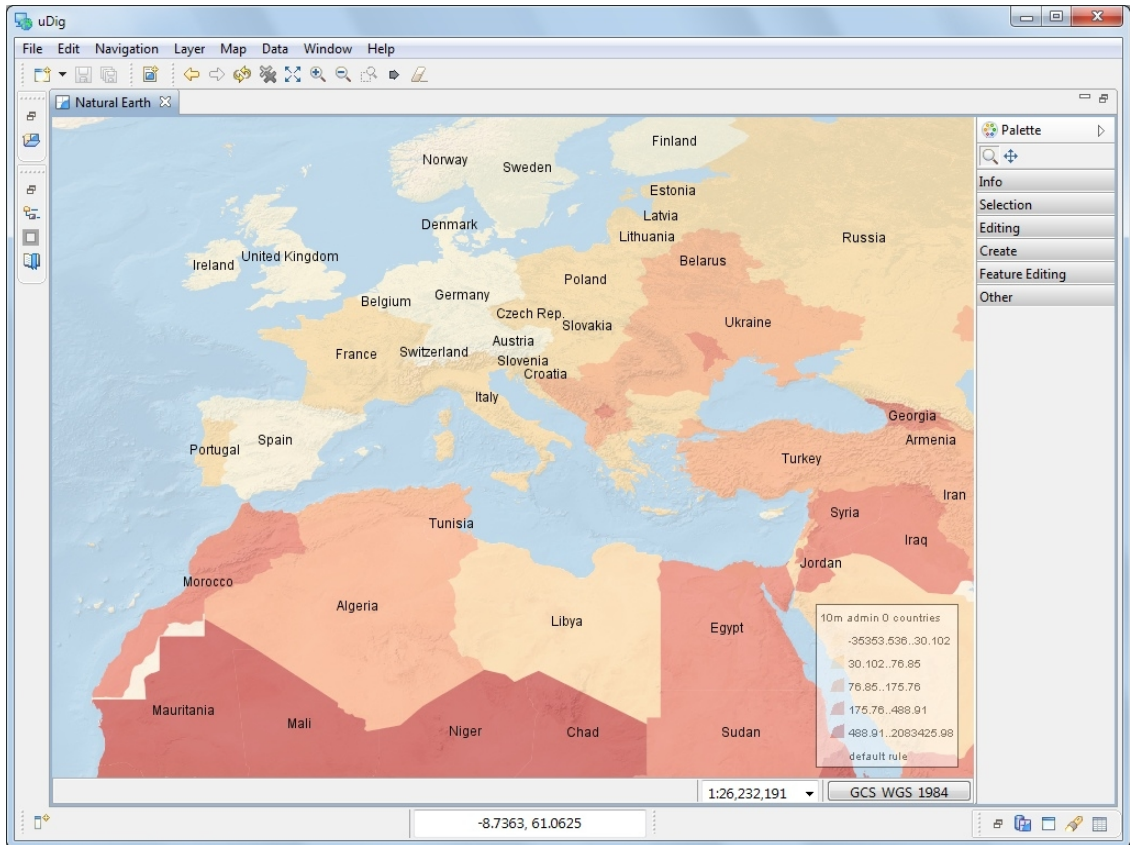 uDig
File Edit Navigation Layer Map Data Window Help
Natural Earth
Palette
Info
Selection
Editing
Create
Feature Editing
Other
Finland
Norway
Sweden
Estonia
Latvia
Denmark
Lithuania
Russia
United Kingdom
Ireland
Belarus
Poland
Belgium
Germany
Czech Rep.
Slovakia
Ukraine
Austria
France
Switzerland
Slovenia
Croatia
Italy
Georgia
Spain
Armenia
Portugal
Turkey
Iran
Syria
Tunisia
Iraq
Jordan
Morocco
Algeria
Libya
Egypt
Mauritania
Mali
Niger
Chad
Sudan
10m admin 0 countries
-35353.536..30.102
30.102..76.85
76.85..175.76
175.76..488.91
488.91..2083425.98
default rule
1:26,232,191
GCS WGS 1984
-8.7363, 61.0625